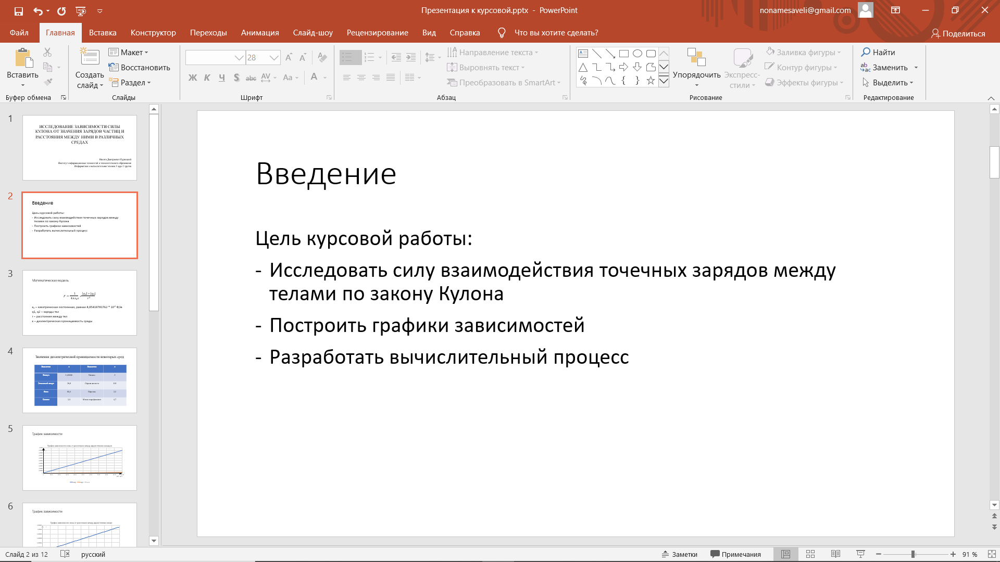 Презентация к курсовой.pptx - PowerPoint
nonamesaveli@gmail.com
Файл Главная Вставка Конструктор Переходы Анимация Слайд-шоу Рецензирование Вид Справка Что вы хотите сделать? Поделиться
Вставить
Буфер обмена
Создать слайд
Макет
Восстановить
Раздел
Слайды
28
Ж К Ч S abc AV Aa A
Шрифт
Направление текста
Выровнять текст
Преобразовать в SmartArt
Абзац
Упорядочить
Экспресс-стили
Заливка фигуры
Контур фигуры
Эффекты фигуры
Рисование
Найти
Заменить
Выделить
Редактирование
1
ИССЛЕДОВАНИЕ ЗАВИСИМОСТИ СИЛЫ
КУЛОНА ОТ ЗНАЧЕНИЯ ЗАРЯДОВ ЧАСТИЦ И
РАССТОЯНИЯ МЕЖДУ НИМИ В РАЗЛИЧНЫХ
СРЕДАХ
2
Введение
Цель курсовой работы:
- Исследовать силу взаимодействия точечных зарядов между
телами по закону Кулона
- Построить графики зависимостей
- Разработать вычислительный процесс
3
Математическая модель
ε₀ – электрическая постоянная, равная 8,85418781762 *
q1, q2 – заряды тел
r – расстояние между тел
ε – диэлектрическая проницаемость среды
4
Значения диэлектрической проницаемости некоторых сред
5
График зависимости
6
График зависимости
Введение
Цель курсовой работы:
- Исследовать силу взаимодействия точечных зарядов между
телами по закону Кулона
- Построить графики зависимостей
- Разработать вычислительный процесс
Слайд 2 из 12 русский Заметки Примечания 91 %